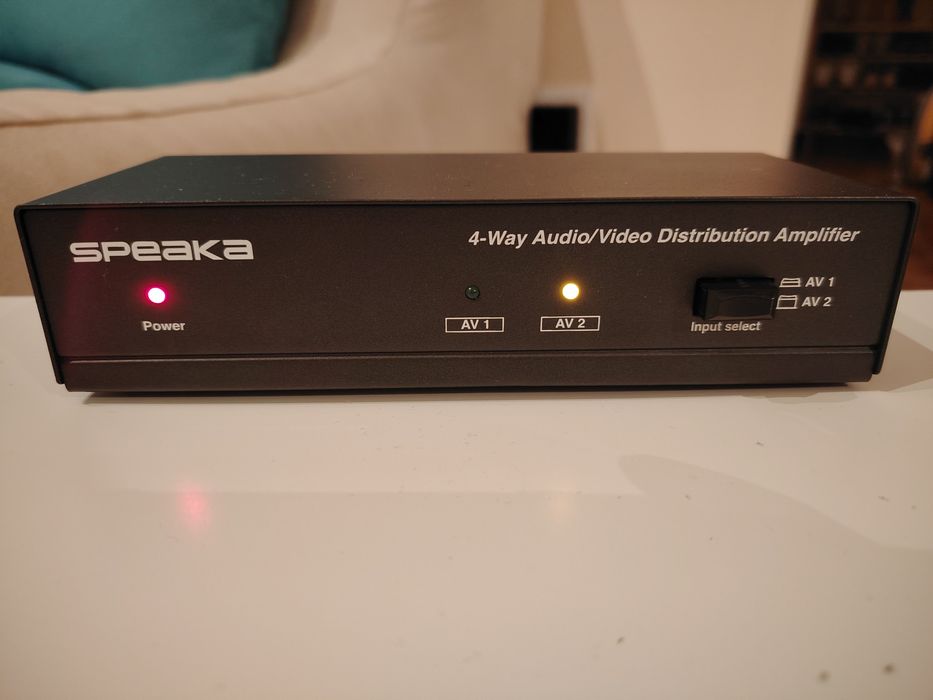 SPEAKA
4-Way Audio/Video Distribution Amplifier
Power
AV 1
AV 2
Input select
AV 1
AV 2